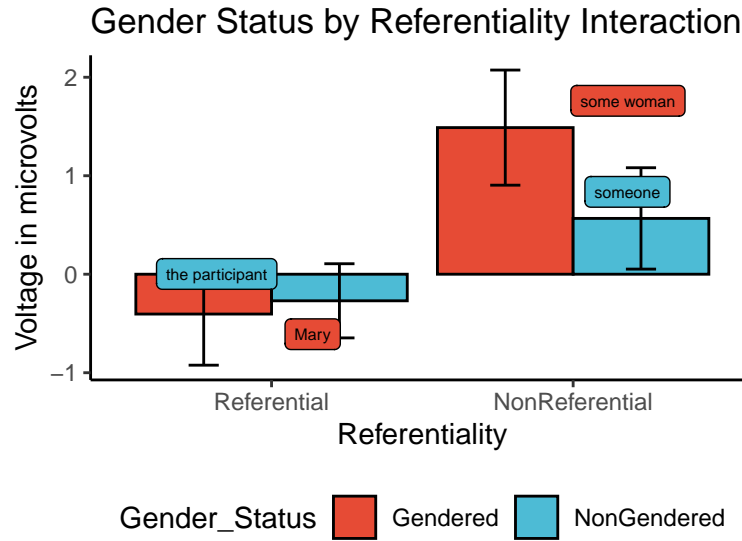 Gender Status by Referentiality Interaction
Voltage in microvolts
2
1
0
−1
some woman
someone
the participant
Mary
Referential
NonReferential
Referentiality
Gender_Status
Gendered
NonGendered